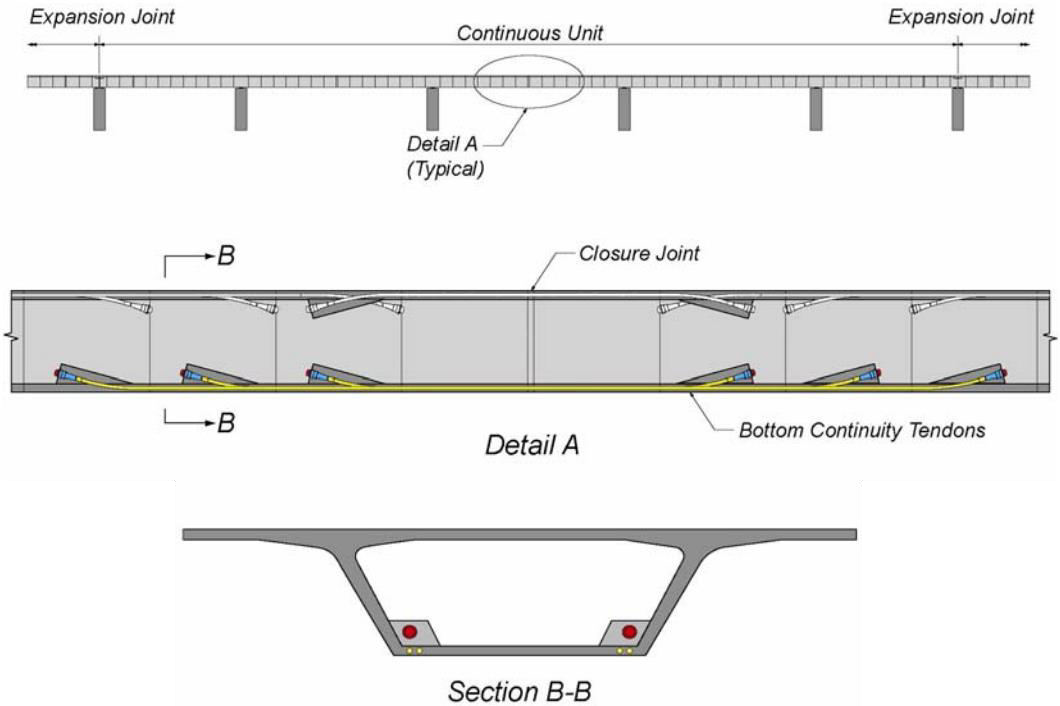 Expansion Joint
Expansion Joint
Continuous Unit
Detail A
(Typical)
B
Closure Joint
B
Bottom Continuity Tendons
Detail A
Section B-B